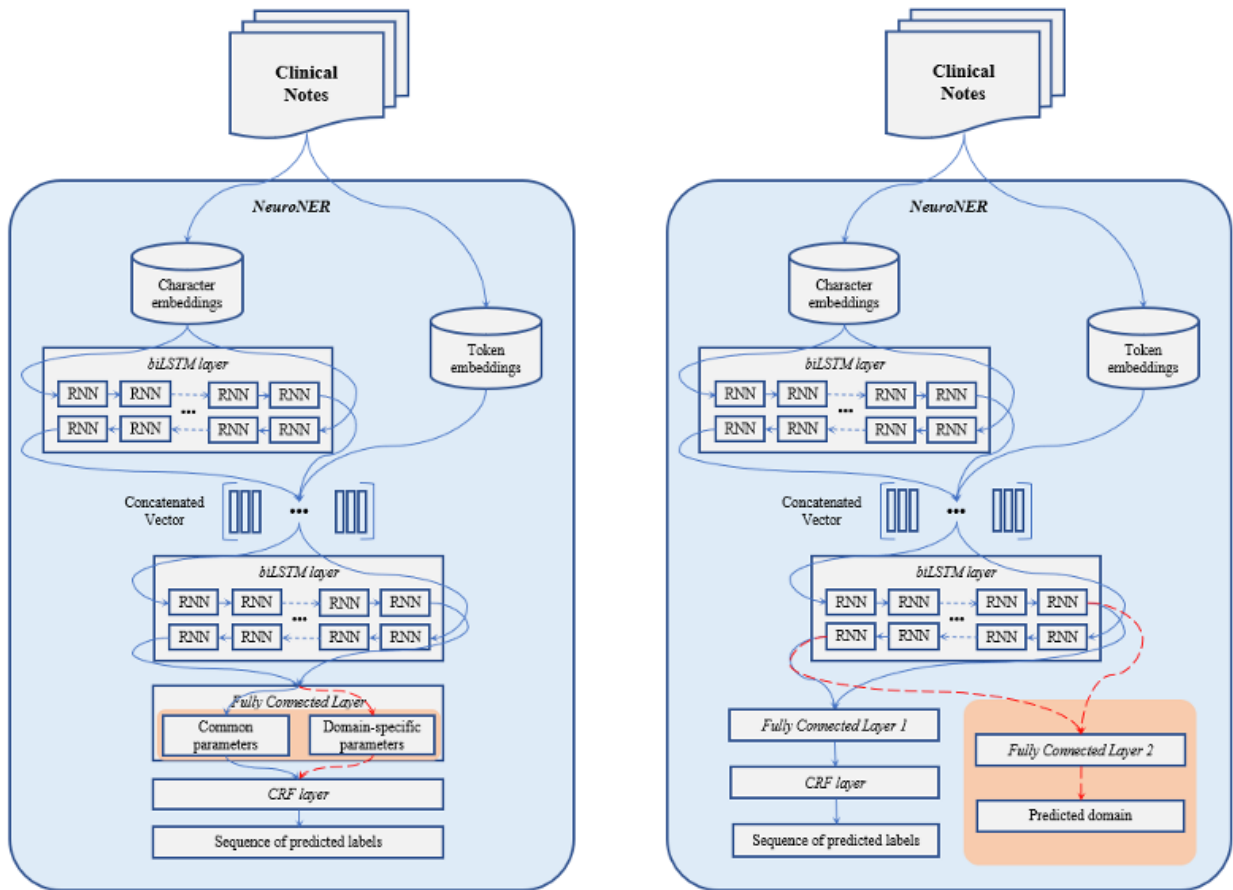 Clinical
Notes
NeuroNER
Character
embeddings
Token
embeddings
biLSTM layer
RNN RNN RNN RNN
...
RNN RNN RNN RNN
Concatenated
Vector
...
biLSTM layer
RNN RNN RNN RNN
...
RNN RNN RNN RNN
Fully Connected Layer
Common
parameters
Domain-specific
parameters
CRF layer
Sequence of predicted labels
Clinical
Notes
NeuroNER
Character
embeddings
Token
embeddings
biLSTM layer
RNN RNN RNN RNN
...
RNN RNN RNN RNN
Concatenated
Vector
...
biLSTM layer
RNN RNN RNN RNN
...
RNN RNN RNN RNN
Fully Connected Layer 1
CRF layer
Sequence of predicted labels
Fully Connected Layer 2
Predicted domain